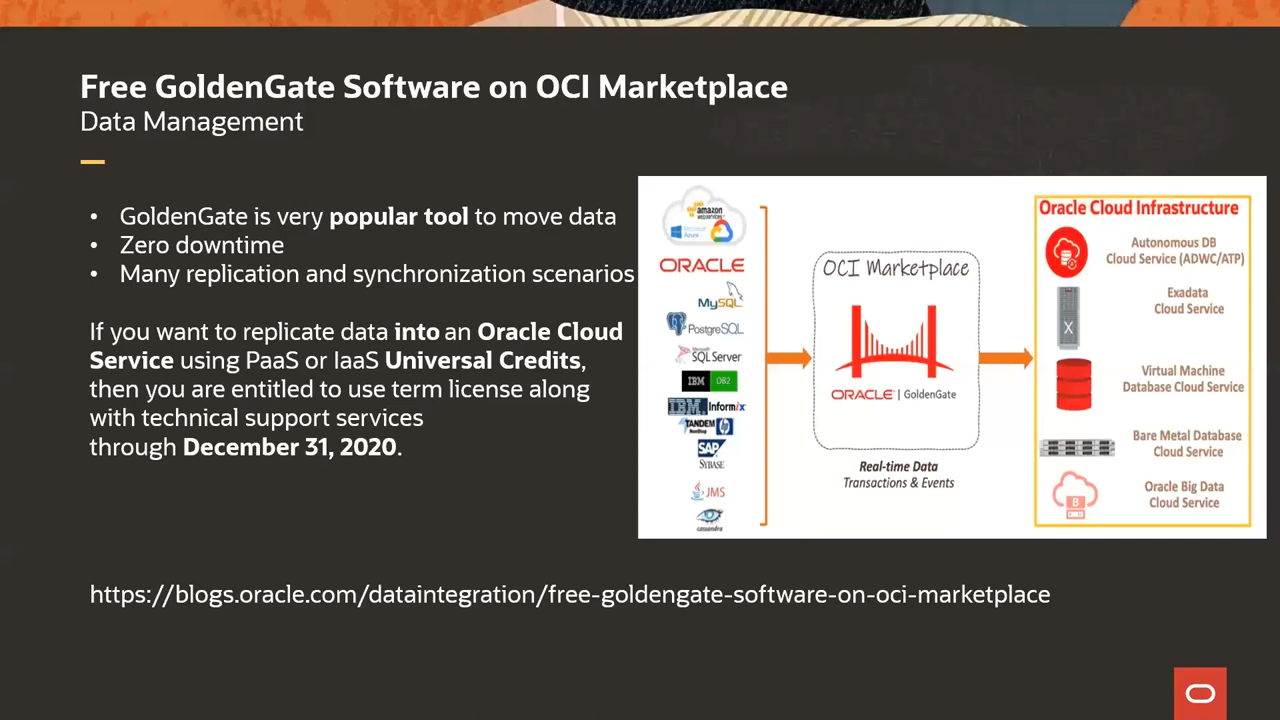 Free GoldenGate Software on OCI Marketplace
Data Management
• GoldenGate is very popular tool to move data
• Zero downtime
• Many replication and synchronization scenarios
If you want to replicate data into an Oracle Cloud
Service using PaaS or IaaS Universal Credits,
then you are entitled to use term license along
with technical support services
through December 31, 2020.
amazon
webservices
Microsoft
Azure
ORACLE
MySQL
PostgreSQL
Microsoft
SQL Server
IBM DB2
IBM Informix
TANDEM
NonStop
hp
SAP
SYBASE
JMS
cassandra
OCI Marketplace
ORACLE | GoldenGate
Real-time Data
Transactions & Events
Oracle Cloud Infrastructure
Autonomous DB
Cloud Service (ADWC/ATP)
X
Exadata
Cloud Service
Virtual Machine
Database Cloud Service
Bare Metal Database
Cloud Service
B
Oracle Big Data
Cloud Service
https://blogs.oracle.com/dataintegration/free-goldengate-software-on-oci-marketplace